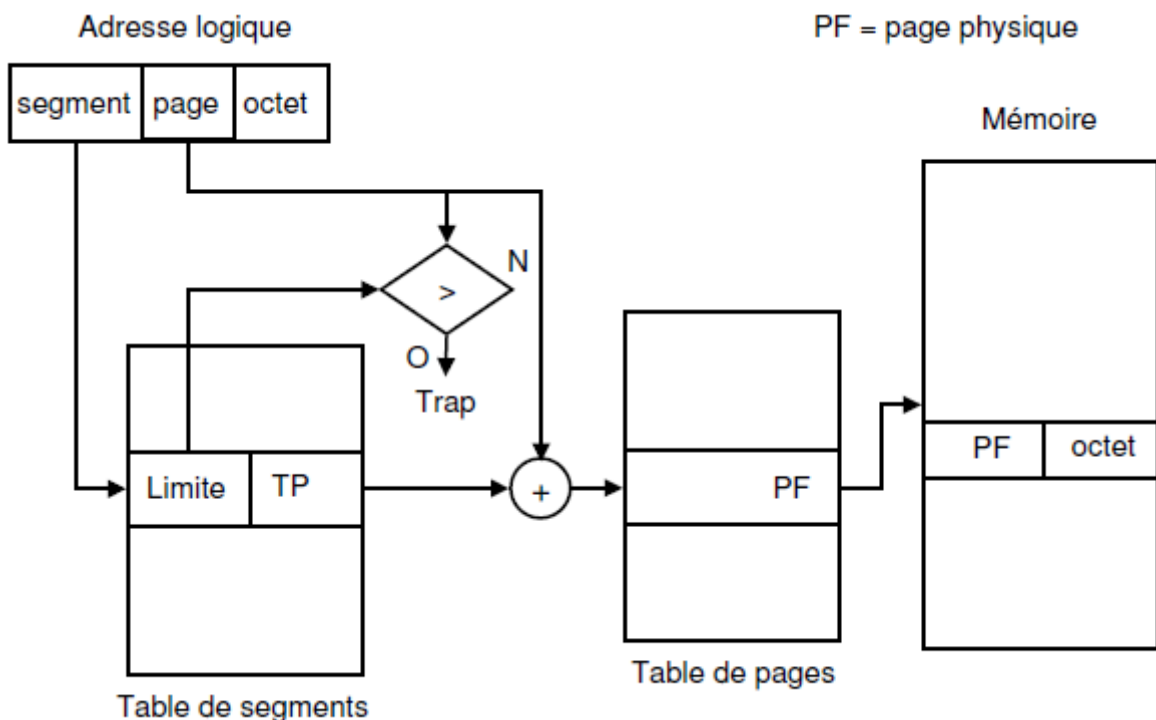 Adresse logique
PF = page physique
segment page octet
Mémoire
N
>
O
Trap
Limite TP
+
PF
PF octet
Table de pages
Table de segments